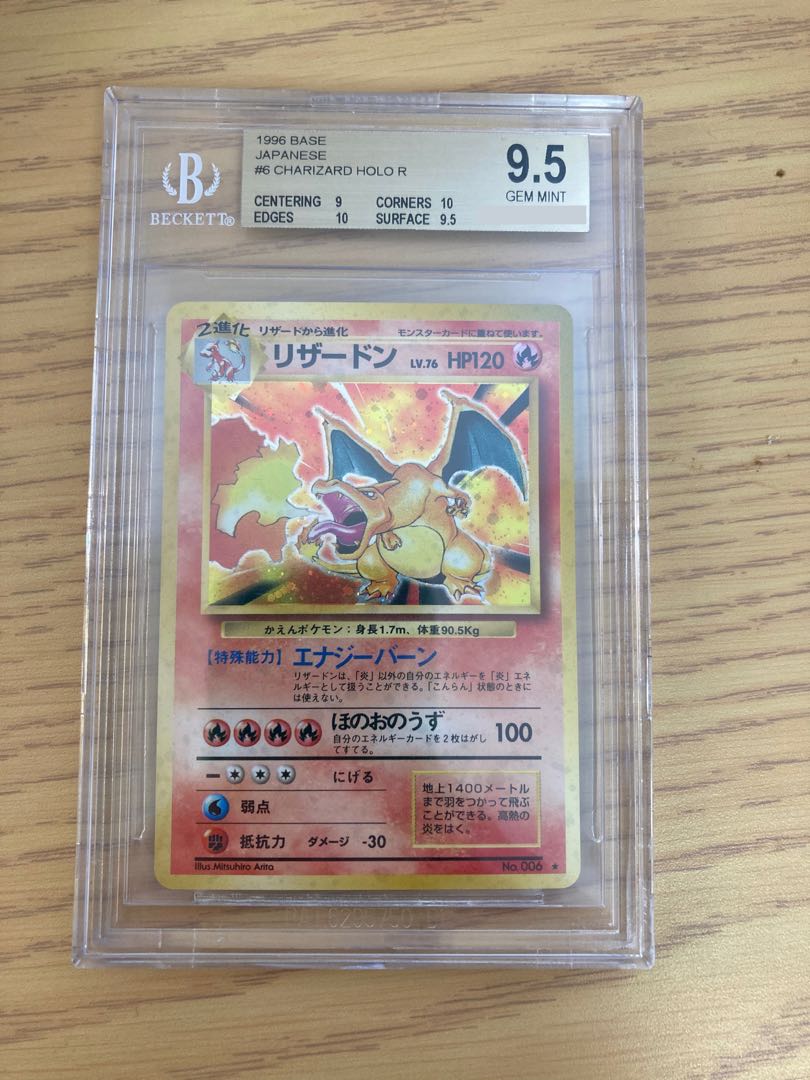 1996 BASE
JAPANESE
#6 CHARIZARD HOLO R
9.5
GEM MINT
CENTERING 9 CORNERS 10
EDGES 10 SURFACE 9.5
B
BECKETT®
2進化 リザードから進化 モンスターカードに重ねて使います。
リザードン LV.76 HP120
かえんポケモン:身長1.7m、体重90.5Kg
【特殊能力】エナジーバーン
リザードンは、「炎」以外の自分のエネルギーを「炎」エネ
ルギーとして扱うことができる。「こんらん」状態のときに
は使えない。
ほのおのうず 100
自分のエネルギーカードを2枚はがし
てすてる。
にげる
弱点
抵抗力 ダメージ -30
地上1400メートル
まで羽をつかって飛ぶ
ことができる。高熱の
炎をはく。
Illus.Mitsuhiro Arita No.006 ★